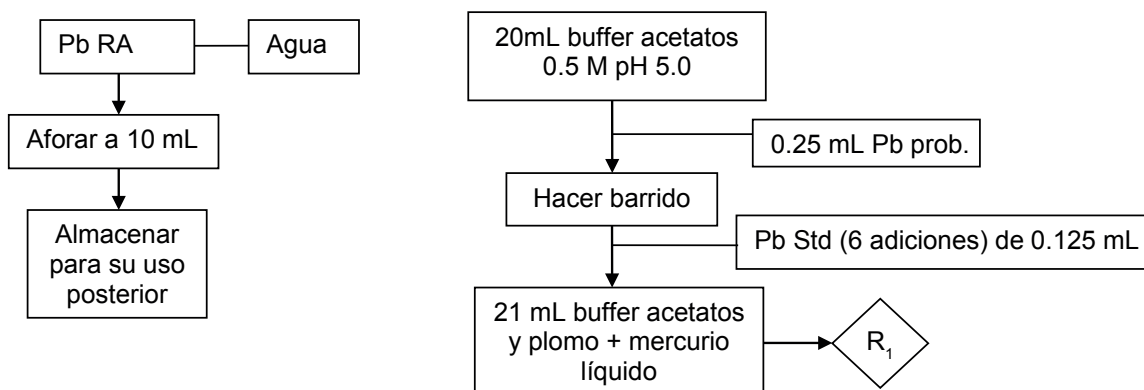 Pb RA
Agua
Aforar a 10 mL
Almacenar
para su uso
posterior
20mL buffer acetatos
0.5 M pH 5.0
0.25 mL Pb prob.
Hacer barrido
Pb Std (6 adiciones) de 0.125 mL
21 mL buffer acetatos
y plomo + mercurio
líquido
R₁